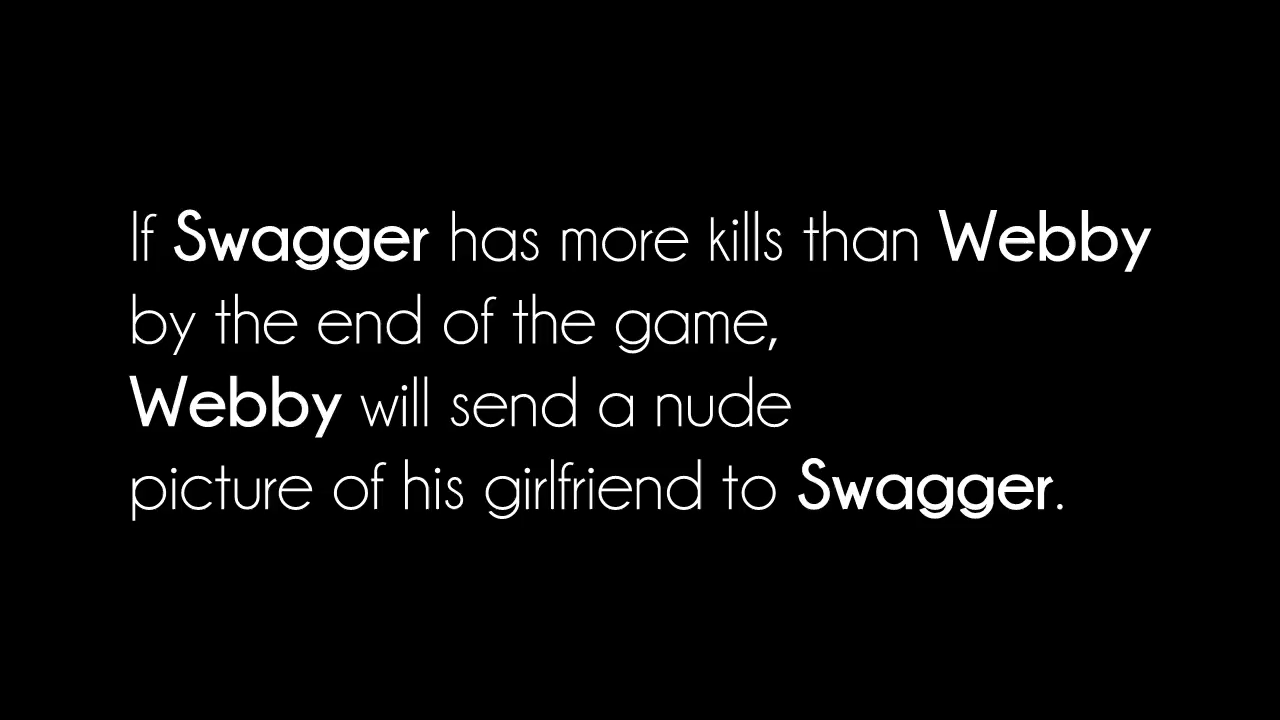 If Swagger has more kills than Webby
by the end of the game,
Webby will send a nude
picture of his girlfriend to Swagger.